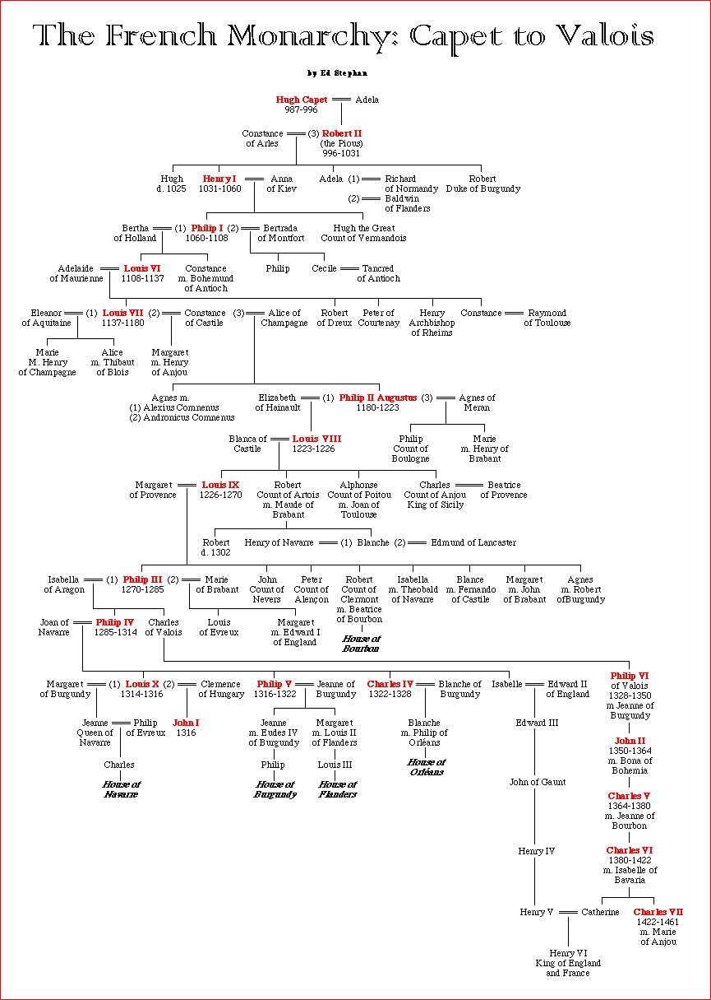 The French Monarchy: Capet to Valois
by Ed Stephan
Hugh Capet
987-996
Adela
Constance
of Arles
(3) Robert II
(the Pious)
996-1031
Hugh
d. 1025
Henry I
1031-1060
Anna
of Kiev
Adela (1)
(2)
Richard
of Normandy
Baldwin
of Flanders
Robert
Duke of Burgundy
Bertha
of Holland
(1) Philip I (2)
1060-1108
Bertrada
of Montfort
Hugh the Great
Count of Vermandois
Adelaide
of Maurienne
Louis VI
1108-1137
Constance
m. Bohemund
of Antioch
Philip
Cecile
Tancred
of Antioch
Eleanor
of Aquitaine
(1) Louis VII (2)
1137-1180
Constance
of Castile
(3)
Alice of
Champagne
Robert
of Dreux
Peter of
Courtenay
Henry
Archbishop
of Rheims
Constance
Raymond
of Toulouse
Marie
M. Henry
of Champagne
Alice
m. Thibaut
of Blois
Margaret
m. Henry
of Anjou
Agnes m.
(1) Alexius Comnenus
(2) Andronicus Comnenus
Elizabeth
of Hainault
(1) Philip II Augustus (3)
1180-1223
Agnes of
Meran
Blanca of
Castile
Louis VIII
1223-1226
Philip
Count of
Boulogne
Marie
m. Henry of
Brabant
Margaret
of Provence
Louis IX
1226-1270
Robert
Count of Artois
m. Maude of
Brabant
Alphonse
Count of Poitou
m. Joan of
Toulouse
Charles
Count of Anjou
King of Sicily
Beatrice
of Provence
Robert
d. 1302
Henry of Navarre
(1) Blanche (2)
Edmund of Lancaster
Isabella
of Aragon
(1) Philip III (2)
1270-1285
Marie
of Brabant
John
Count of
Nevers
Peter
Count of
Alençon
Robert
Count of
Clermont
m. Beatrice
of Bourbon
House of
Bourbon
Isabella
m. Theobald
of Navarre
Blance
m. Fernando
of Castile
Margaret
m. John
of Brabant
Agnes
m. Robert
ofBurgundy
Joan of
Navarre
Philip IV
1285-1314
Charles
of Valois
Louis
of Evreux
Margaret
m. Edward I
of England
Margaret
of Burgundy
(1) Louis X (2)
1314-1316
Clemence
of Hungary
Philip V
1316-1322
Jeanne of
Burgundy
Charles IV
1322-1328
Blanche of
Burgundy
Isabelle
Edward II
of England
Philip VI
of Valois
1328-1350
m Jeanne of
Burgundy
Jeanne
Queen of
Navarre
Philip
of Evreux
John I
1316
Jeanne
m. Eudes IV
of Burgundy
Margaret
m. Louis II
of Flanders
Blanche
m. Philip of
Orléans
House of
Orléans
Edward III
John II
1350-1364
m. Bona of
Bohemia
Charles
House of
Navarre
Philip
House of
Burgundy
Louis III
House of
Flanders
John of Gaunt
Charles V
1364-1380
m. Jeanne of
Bourbon
Henry IV
Charles VI
1380-1422
m. Isabelle of
Bavaria
Henry V
Catherine
Charles VII
1422-1461
m. Marie
of Anjou
Henry VI
King of England
and France